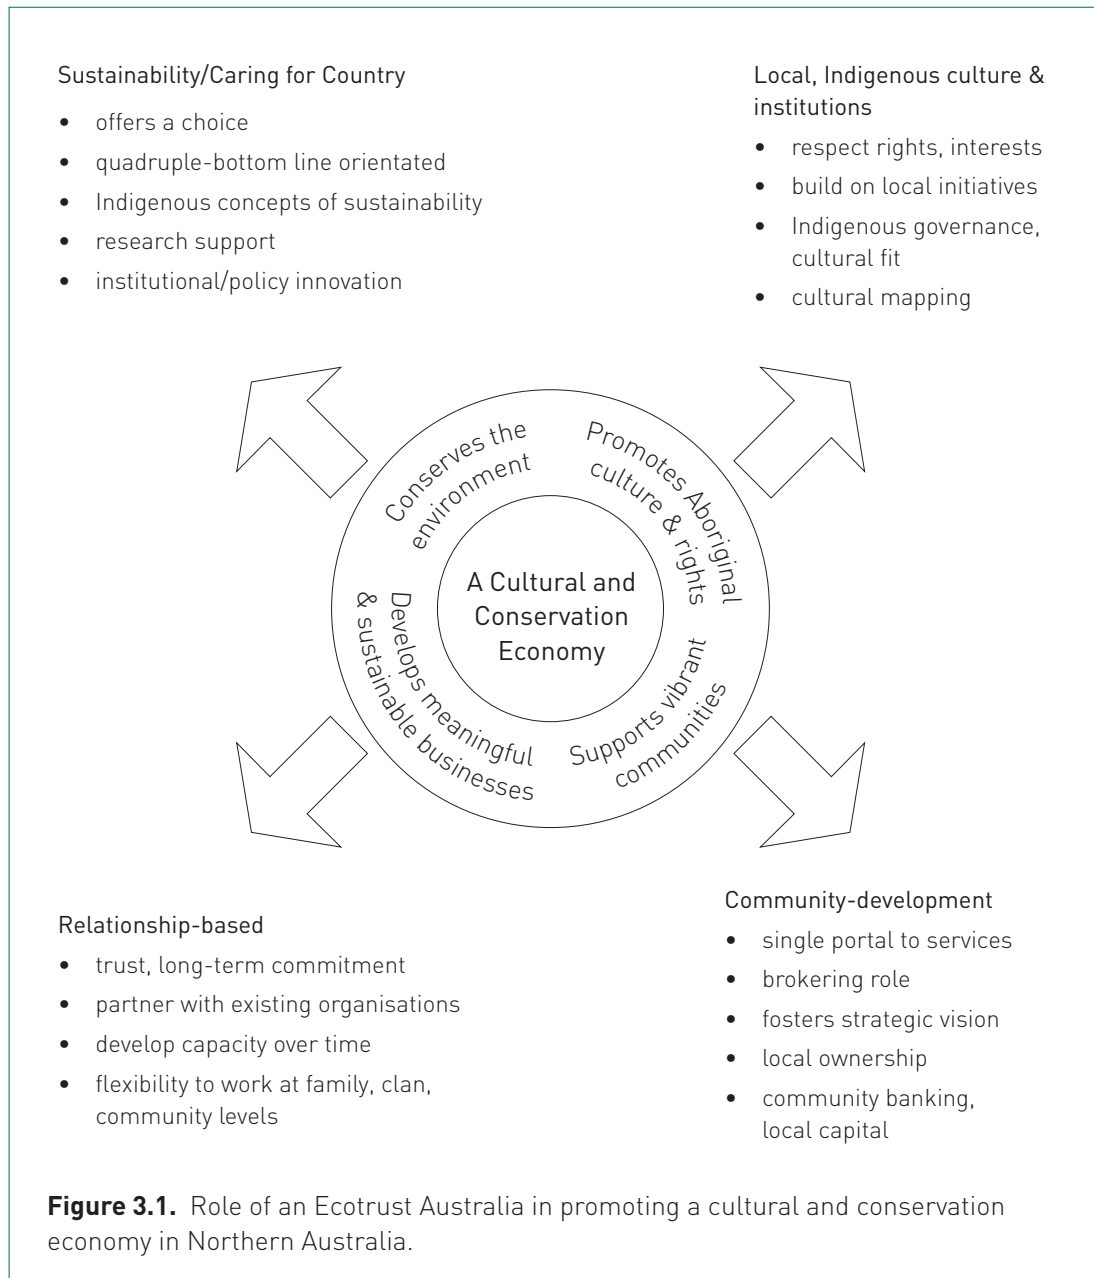 Sustainability/Caring for Country
• offers a choice
• quadruple-bottom line orientated
• Indigenous concepts of sustainability
• research support
• institutional/policy innovation
Local, Indigenous culture &
institutions
• respect rights, interests
• build on local initiatives
• Indigenous governance,
cultural fit
• cultural mapping
Conserves the
environment
Promotes Aboriginal
culture & rights
A Cultural and
Conservation
Economy
Develops meaningful
& sustainable businesses
Supports vibrant
communities
Relationship-based
• trust, long-term commitment
• partner with existing organisations
• develop capacity over time
• flexibility to work at family, clan,
community levels
Community-development
• single portal to services
• brokering role
• fosters strategic vision
• local ownership
• community banking,
local capital
Figure 3.1. Role of an Ecotrust Australia in promoting a cultural and conservation
economy in Northern Australia.